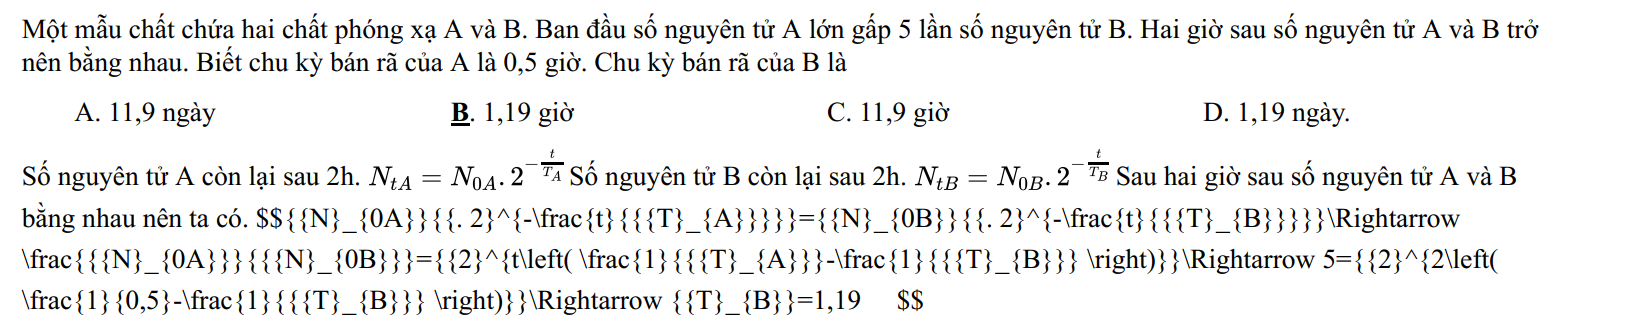 Một mẫu chất chứa hai chất phóng xạ A và B. Ban đầu số nguyên tử A lớn gấp 5 lần số nguyên tử B. Hai giờ sau số nguyên tử A và B trở
nên bằng nhau. Biết chu kỳ bán rã của A là 0,5 giờ. Chu kỳ bán rã của B là
A. 11,9 ngày B. 1,19 giờ C. 11,9 giờ D. 1,19 ngày.
Số nguyên tử A còn lại sau 2h. $N_{tA} = N_{0A}. 2^{-\frac{t}{T_A}}$ Số nguyên tử B còn lại sau 2h. $N_{tB} = N_{0B}. 2^{-\frac{t}{T_B}}$ Sau hai giờ sau số nguyên tử A và B
bằng nhau nên ta có. $${{N}_{0A}}{{. 2}^{-\frac{t}{{{T}_{A}}}}}={{N}_{0B}}{{. 2}^{-\frac{t}{{{T}_{B}}}}}\Rightarrow
\frac{{{N}_{0A}}}{{{N}_{0B}}}={{2}^{t\left( \frac{1}{{{T}_{A}}}-\frac{1}{{{T}_{B}}} \right)}}\Rightarrow 5={{2}^{2\left(
\frac{1}{0,5}-\frac{1}{{{T}_{B}}} \right)}}\Rightarrow {{T}_{B}}=1,19 $$